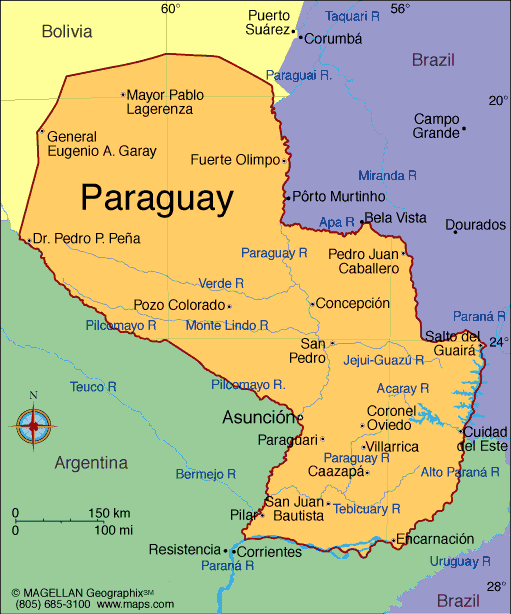 60°
56°
Puerto
Suárez
Taquari R
Corumbá
Bolivia
Brazil
Paraguai R.
Mayor Pablo
Lagerenza
20°
Campo
Grande
General
Eugenio A. Garay
Fuerte Olimpo
Miranda R
Paraguay
Pôrto Murtinho
Apa R
Bela Vista
Dourados
Dr. Pedro P. Peña
Paraguay R
Pedro Juan
Caballero
Verde R
Pozo Colorado
Concepción
Paraná R
Pilcomayo R
Monte Lindo R
Salto del
Guairá
24°
San
Pedro
Jejui-Guazú R
Teuco R
Pilcomayo R.
Acaray R
N
Asunción
Coronel
Oviedo
Cuidad
del Este
Paraguari
Villarrica
Argentina
Paraguay R
Caazapá
Alto Paraná R
Bermejo R
San Juan
Bautista
Tebicuary R
Pilar
0 150 km
0 100 mi
Encarnación
Resistencia
Corrientes
Paraná R
Uruguay R
© MAGELLAN Geographix℠
(805) 685-3100 www.maps.com
28°
Brazil